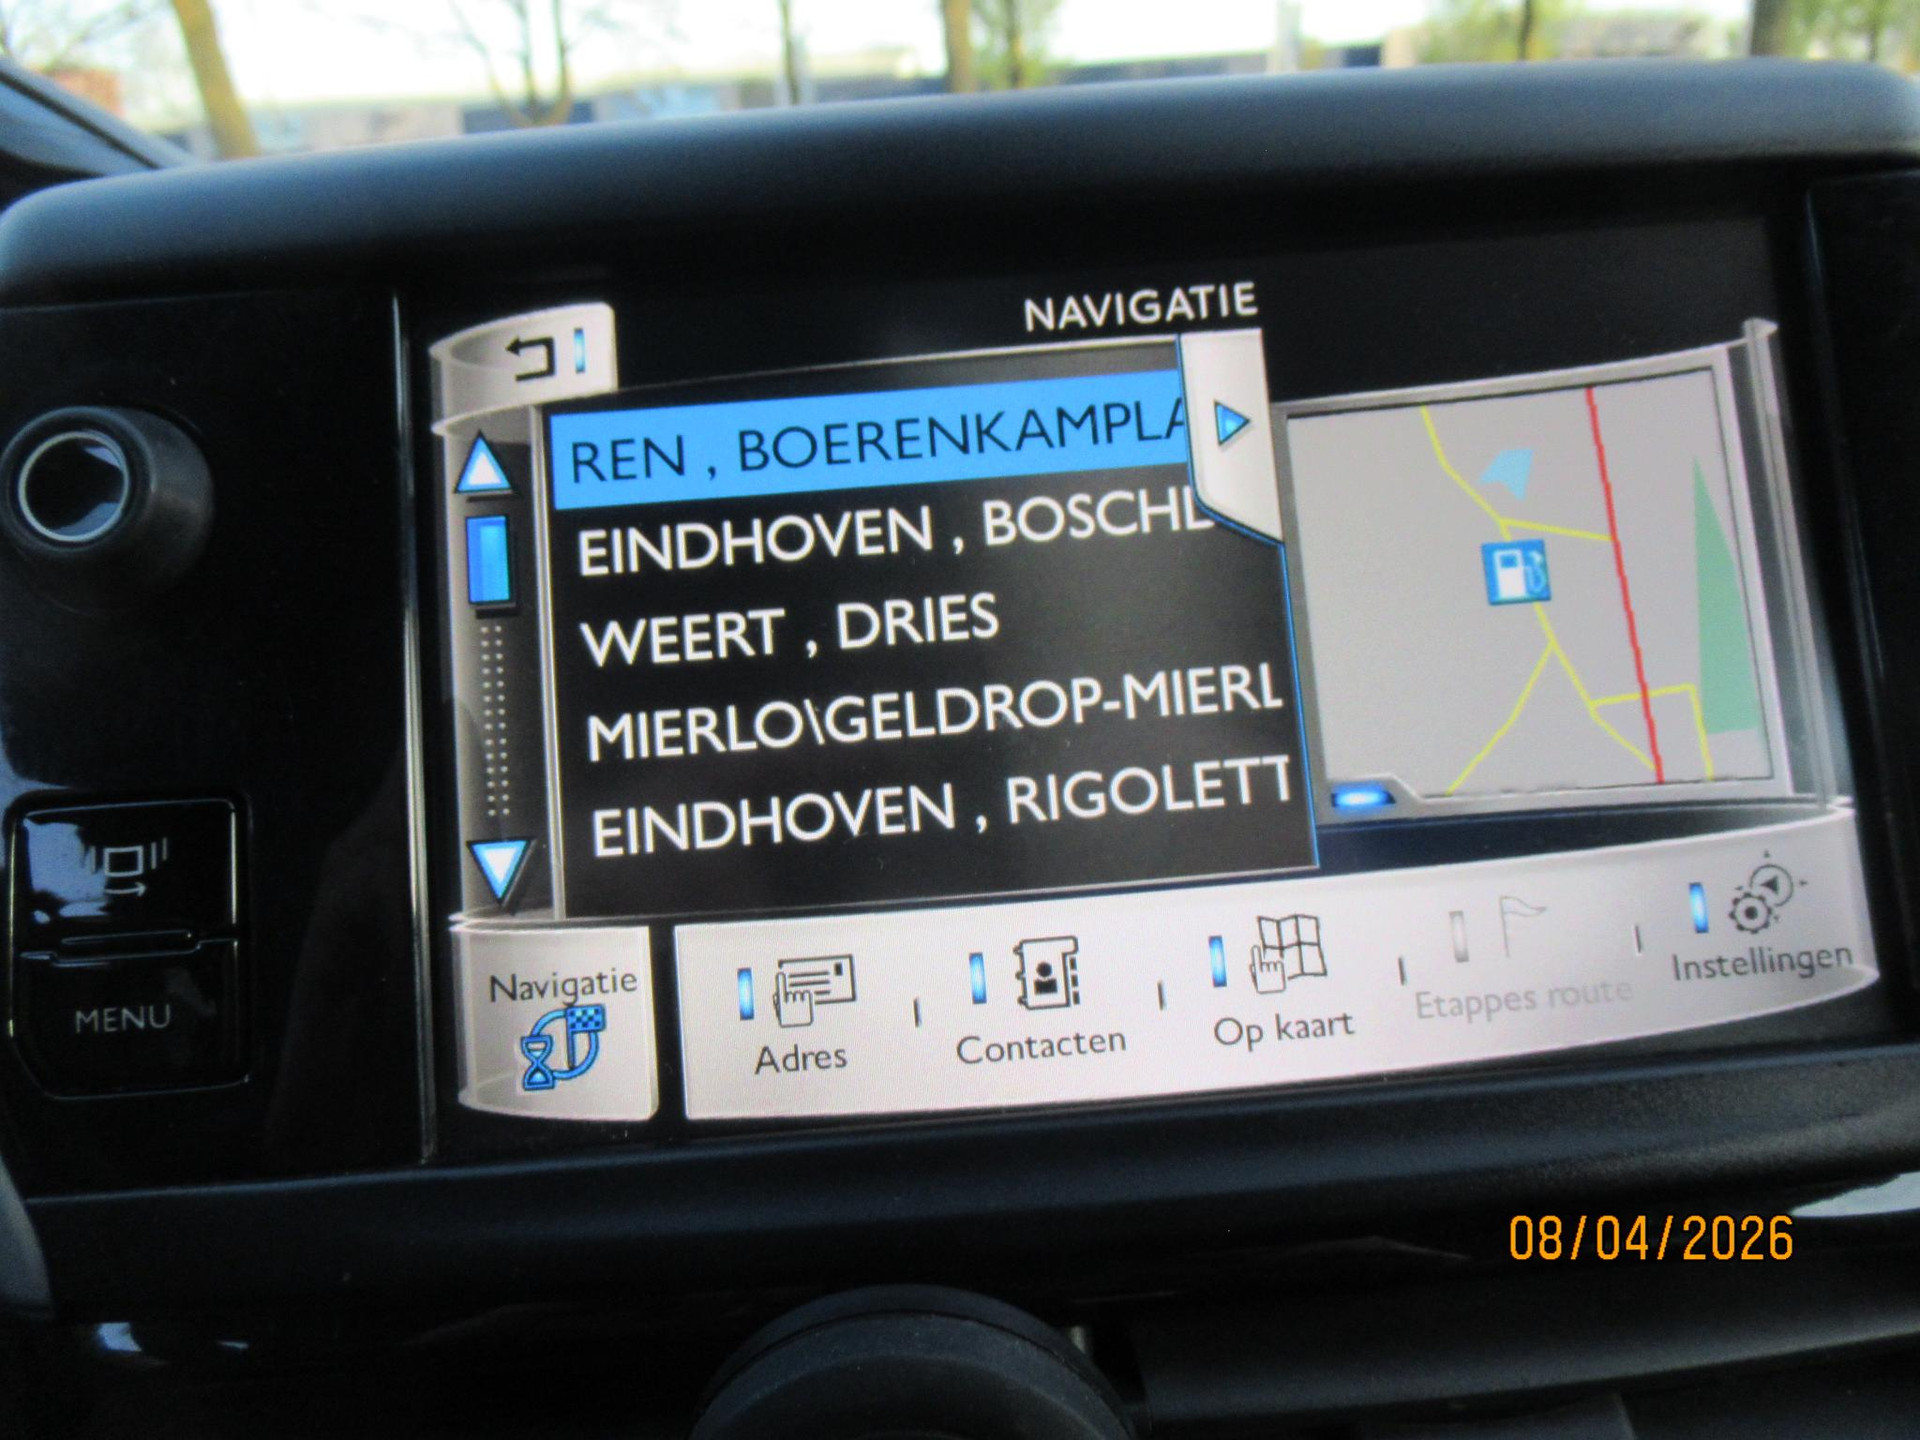 NAVIGATIE
REN , BOERENKAMPLA
EINDHOVEN , BOSCHL
WEERT , DRIES
MIERLO\GELDROP-MIERL
EINDHOVEN , RIGOLETT
Navigatie
Adres
Contacten
Op kaart
Etappes route
Instellingen
MENU
08/04/2026